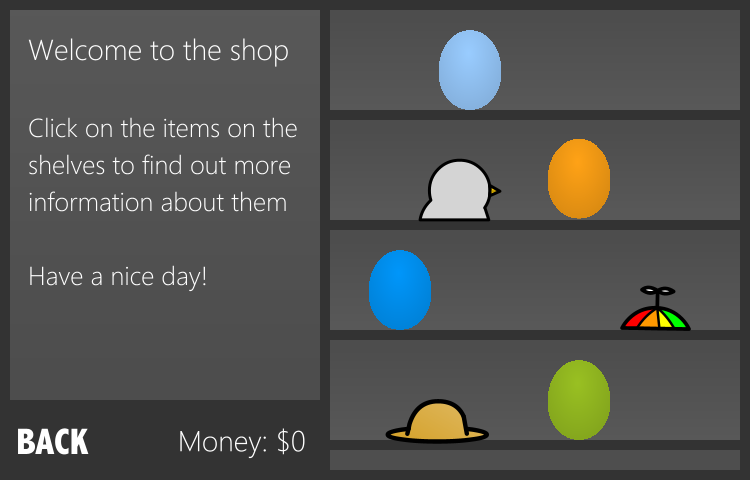 Welcome to the shop
Click on the items on the
shelves to find out more
information about them
Have a nice day!
BACK
Money: $0